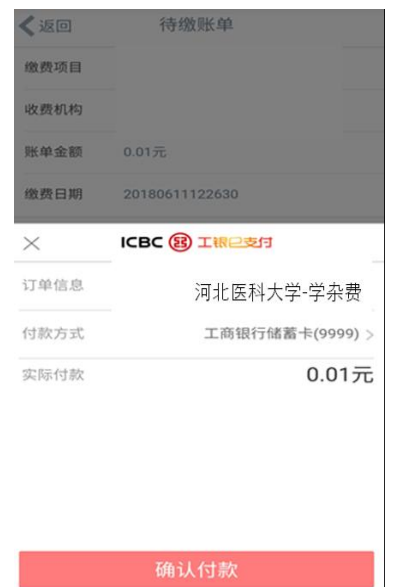 返回 待缴账单
缴费项目
收费机构
账单金额 0.01元
缴费日期 20180611122630
ICBC 工银e支付
订单信息 河北医科大学-学杂费
付款方式 工商银行储蓄卡(9999) >
实际付款 0.01元
确认付款